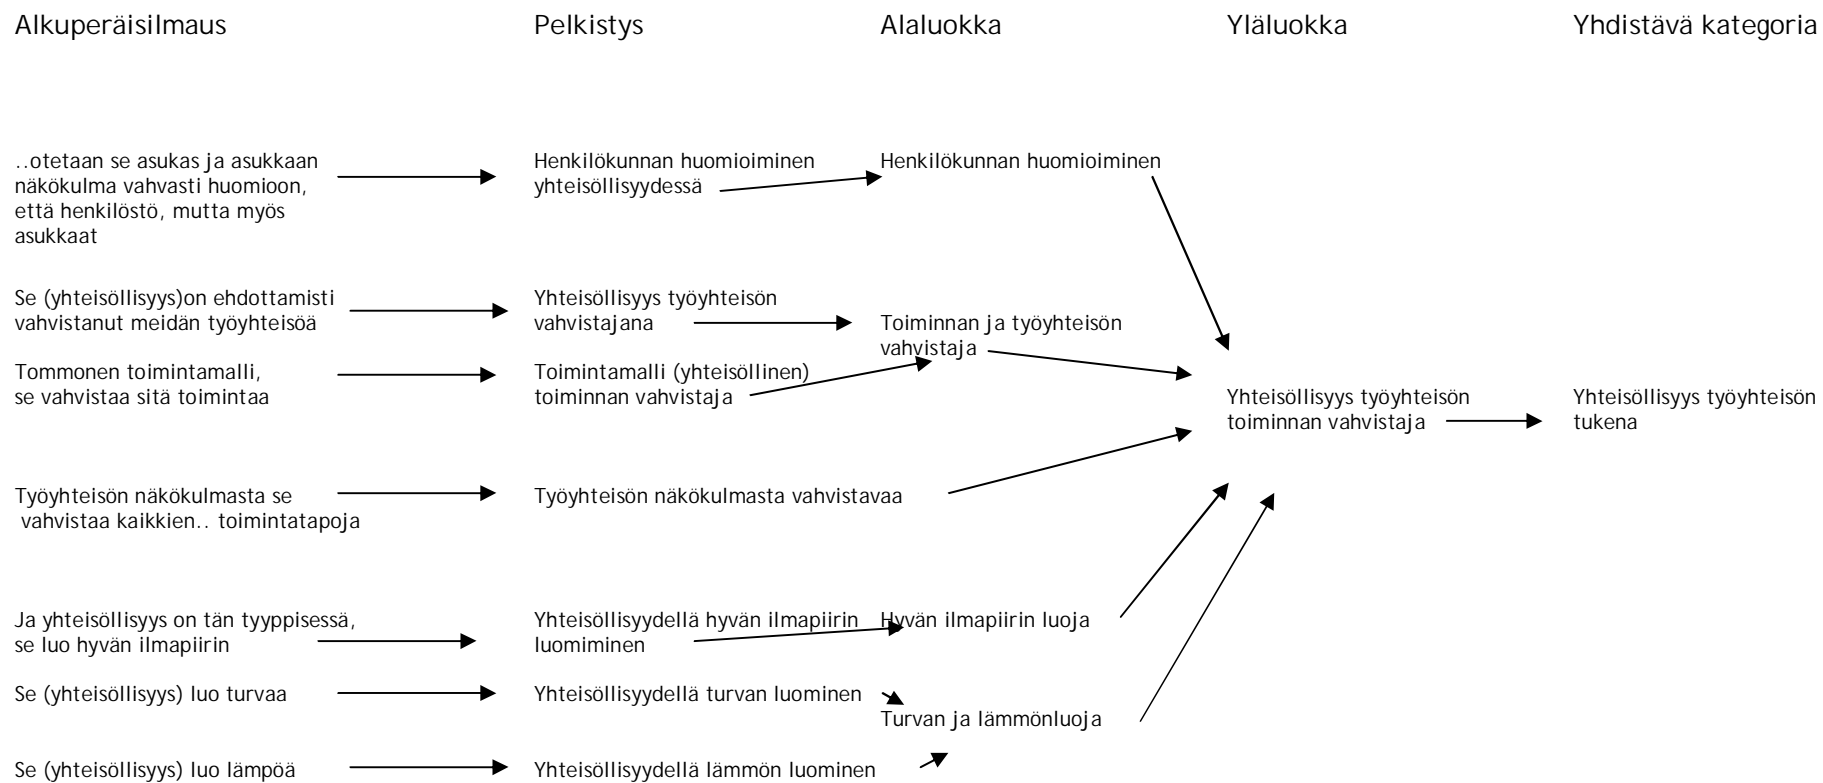 Alkuperäisilmaus
Pelkistys
Alaluokka
Yläluokka
Yhdistävä kategoria
..otetaan se asukas ja asukkaan
näkökulma vahvasti huomioon,
että henkilöstö, mutta myös
asukkaat
Henkilökunnan huomioiminen
yhteisöllisyydessä
Henkilökunnan huomioiminen
Se (yhteisöllisyys)on ehdottamisti
vahvistanut meidän työyhteisöä
Yhteisöllisyys työyhteisön
vahvistajana
Toiminnan ja työyhteisön
vahvistaja
Tommonen toimintamalli,
se vahvistaa sitä toimintaa
Toimintamalli (yhteisöllinen)
toiminnan vahvistaja
Yhteisöllisyys työyhteisön
toiminnan vahvistaja
Yhteisöllisyys työyhteisön
tukena
Työyhteisön näkökulmasta se
vahvistaa kaikkien.. toimintatapoja
Työyhteisön näkökulmasta vahvistavaa
Ja yhteisöllisyys on tän tyyppisessä,
se luo hyvän ilmapiirin
Yhteisöllisyydellä hyvän ilmapiirin
luomiminen
Hyvän ilmapiirin luoja
Se (yhteisöllisyys) luo turvaa
Yhteisöllisyydellä turvan luominen
Turvan ja lämmönluoja
Se (yhteisöllisyys) luo lämpöä
Yhteisöllisyydellä lämmön luominen